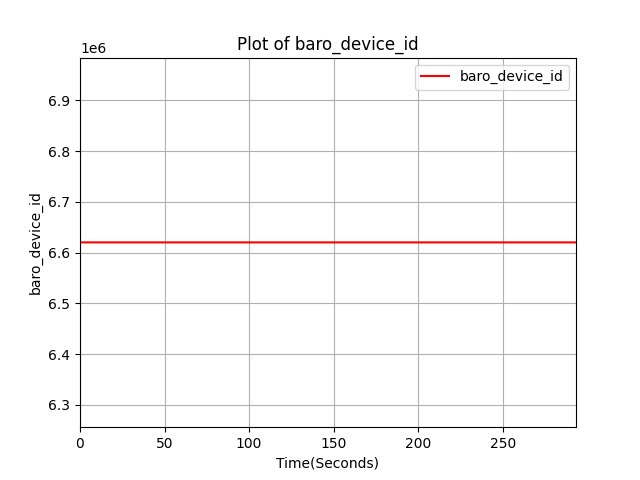 Plot of baro_device_id
1e6
baro_device_id
6.9
6.8
6.7
6.6
6.5
6.4
6.3
baro_device_id
0
50
100
150
200
250
Time(Seconds)